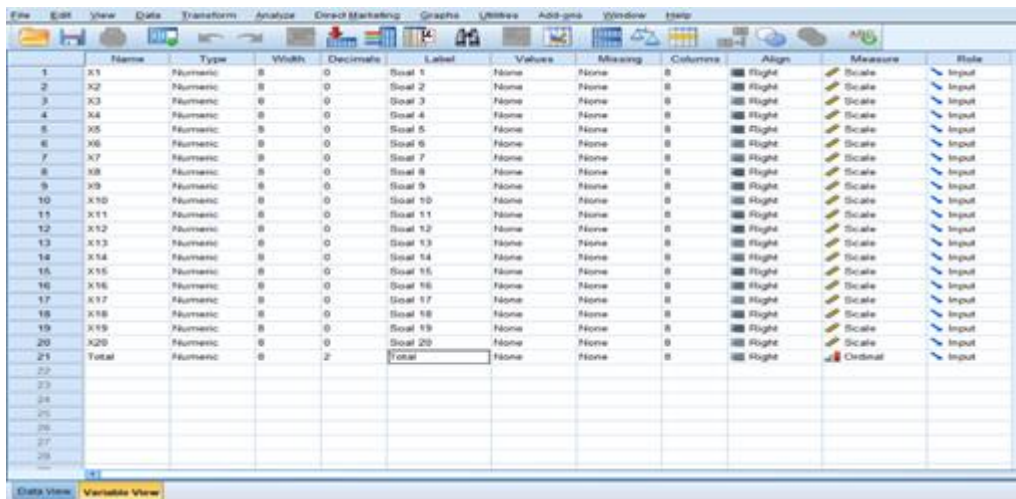 File Edit View Data Transform Analyze Direct Marketing Graphs Utilities Add-ons Window Help
Name Type Width Decimals Label Values Missing Columns Align Measure Role
1 X1 Numeric 8 0 Soal 1 None None 8 Right Scale Input
2 X2 Numeric 8 0 Soal 2 None None 8 Right Scale Input
3 X3 Numeric 8 0 Soal 3 None None 8 Right Scale Input
4 X4 Numeric 8 0 Soal 4 None None 8 Right Scale Input
5 X5 Numeric 8 0 Soal 5 None None 8 Right Scale Input
6 X6 Numeric 8 0 Soal 6 None None 8 Right Scale Input
7 X7 Numeric 8 0 Soal 7 None None 8 Right Scale Input
8 X8 Numeric 8 0 Soal 8 None None 8 Right Scale Input
9 X9 Numeric 8 0 Soal 9 None None 8 Right Scale Input
10 X10 Numeric 8 0 Soal 10 None None 8 Right Scale Input
11 X11 Numeric 8 0 Soal 11 None None 8 Right Scale Input
12 X12 Numeric 8 0 Soal 12 None None 8 Right Scale Input
13 X13 Numeric 8 0 Soal 13 None None 8 Right Scale Input
14 X14 Numeric 8 0 Soal 14 None None 8 Right Scale Input
15 X15 Numeric 8 0 Soal 15 None None 8 Right Scale Input
16 X16 Numeric 8 0 Soal 16 None None 8 Right Scale Input
17 X17 Numeric 8 0 Soal 17 None None 8 Right Scale Input
18 X18 Numeric 8 0 Soal 18 None None 8 Right Scale Input
19 X19 Numeric 8 0 Soal 19 None None 8 Right Scale Input
20 X20 Numeric 8 0 Soal 20 None None 8 Right Scale Input
21 Total Numeric 8 2 Total None None 8 Right Ordinal Input
22
23
24
25
26
27
28
Data View Variable View